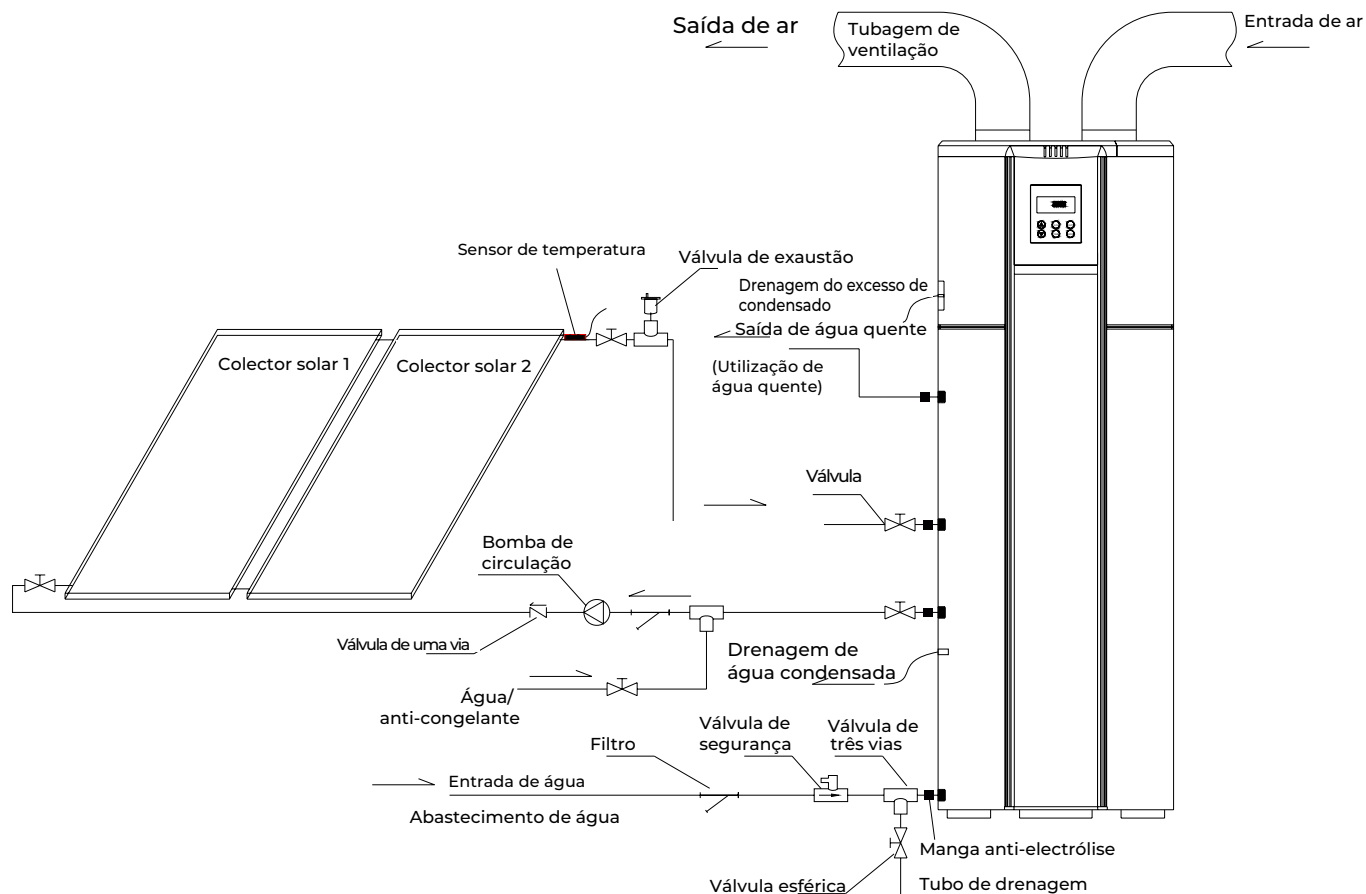 Saída de ar
Tubagem de
ventilação
Entrada de ar
Sensor de temperatura
Válvula de exaustão
Drenagem do excesso de
condensado
Saída de água quente
(Utilização de
água quente)
Colector solar 1
Colector solar 2
Válvula
Bomba de
circulação
Válvula de uma via
Drenagem de
água condensada
Água/
anti-congelante
Filtro
Válvula de
segurança
Válvula de
três vias
Entrada de água
Abastecimento de água
Manga anti-electrólise
Válvula esférica
Tubo de drenagem